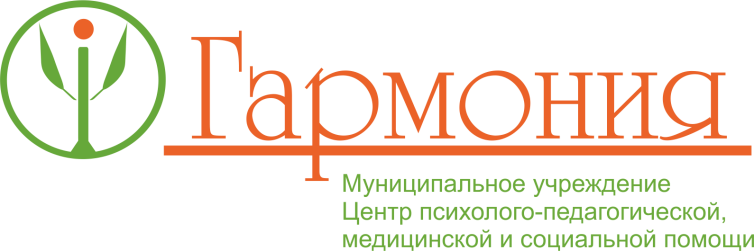 Гармония
Муниципальное учреждение
Центр психолого-педагогической,
медицинской и социальной помощи